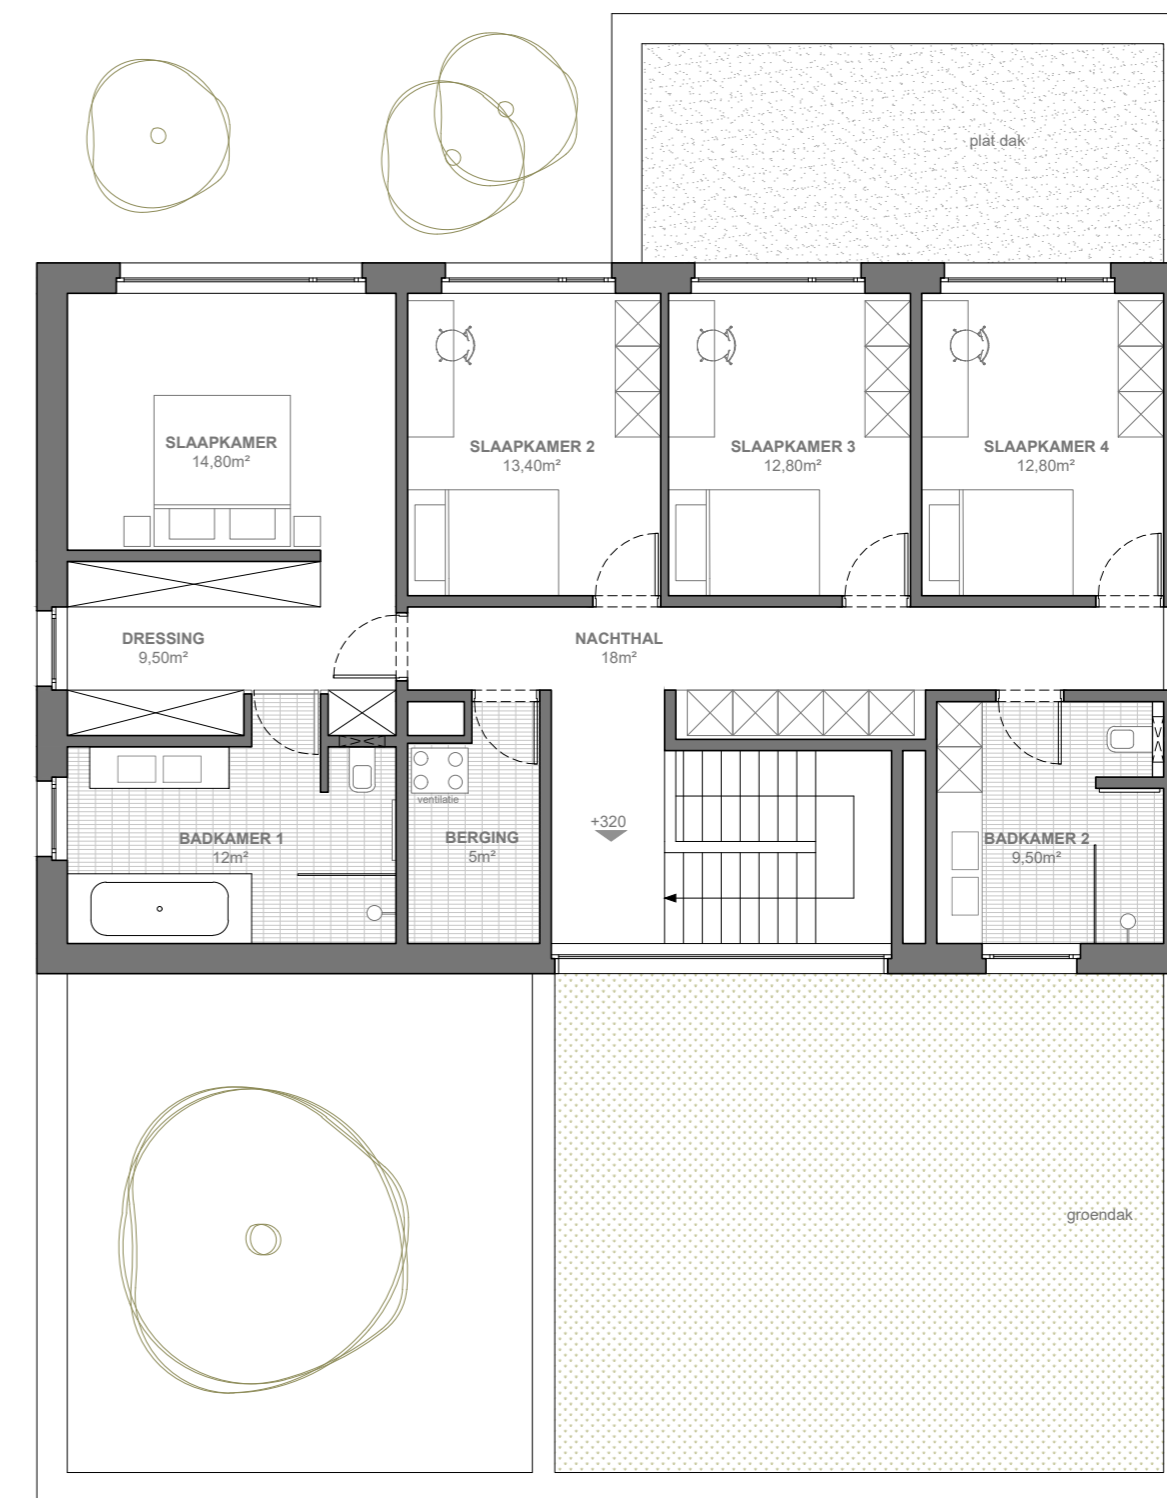 plat dak
SLAAPKAMER
14,80m²
SLAAPKAMER 2
13,40m²
SLAAPKAMER 3
12,80m²
SLAAPKAMER 4
12,80m²
DRESSING
9,50m²
NACHTHAL
18m²
ventilatie
BADKAMER 1
12m²
BERGING
5m²
+320
BADKAMER 2
9,50m²
groendak